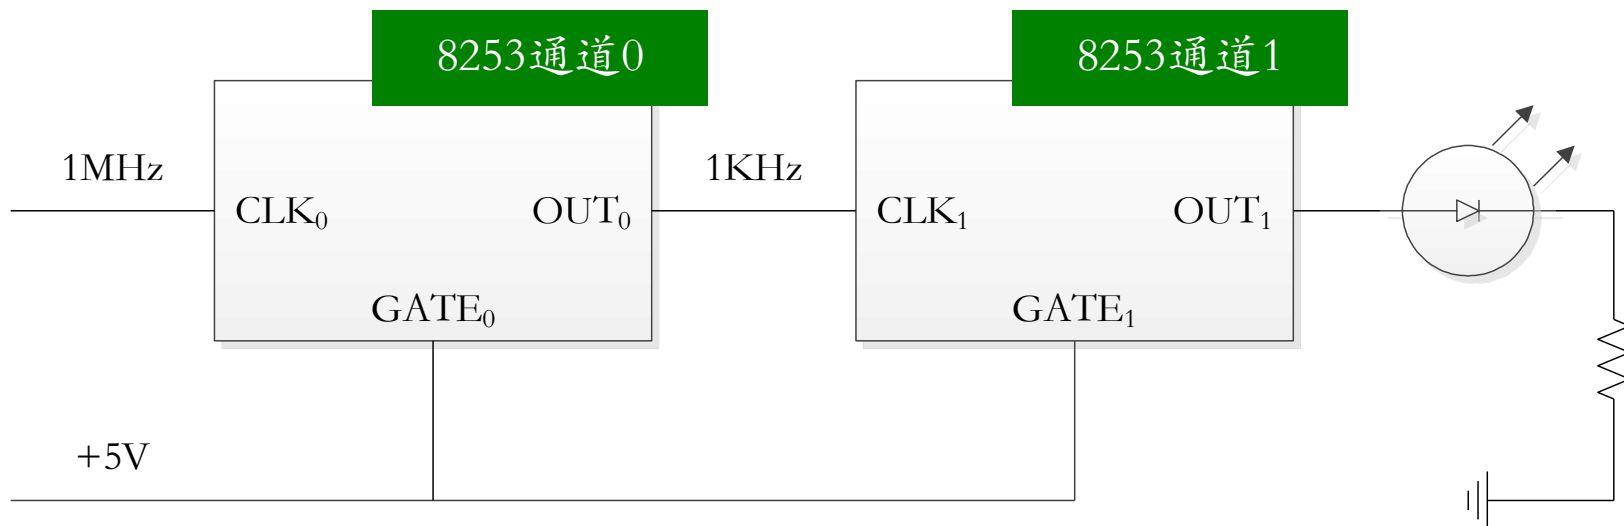 8253通道0
8253通道1
1MHz
1KHz
CLK₀
OUT₀
CLK₁
OUT₁
GATE₀
GATE₁
+5V